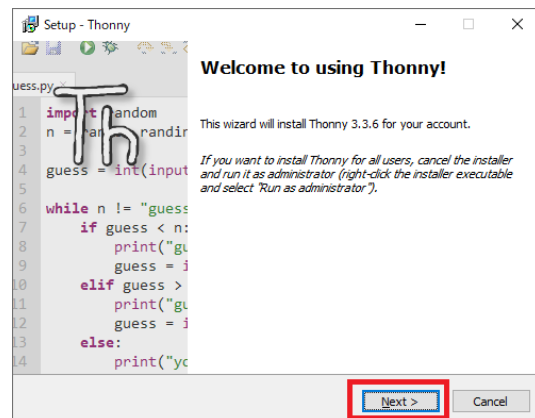 Setup - Thonny
uess.py ×
Th
Welcome to using Thonny!
This wizard will install Thonny 3.3.6 for your account.
If you want to install Thonny for all users, cancel the installer
and run it as administrator (right-click the installer executable
and select "Run as administrator").
1 import random
2 n = randin
3
4 guess = int(input
5
6 while n != "guess
7 if guess < n:
8 print("gu
9 guess = i
10 elif guess >
11 print("gu
12 guess = i
13 else:
14 print("yo
Next >
Cancel